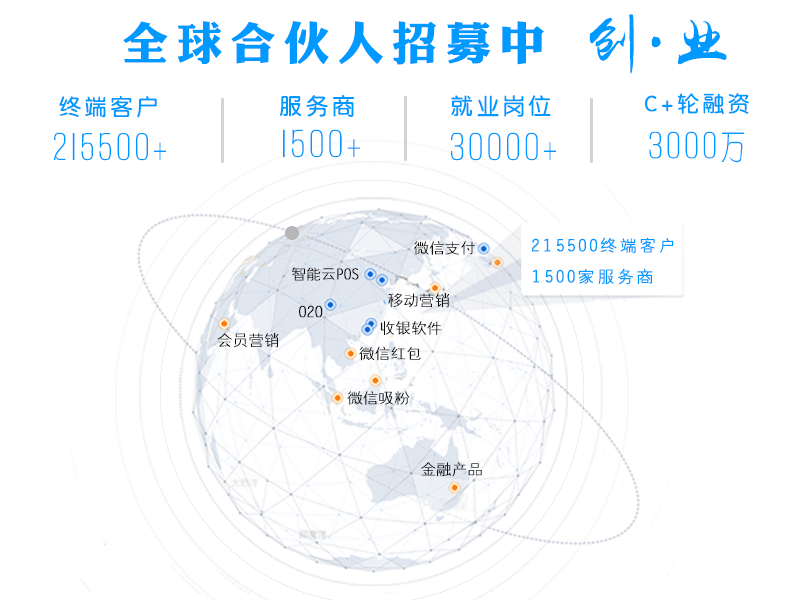 全球合伙人招募中 创·业
终端客户
215500+
服务商
1500+
就业岗位
30000+
C+轮融资
3000万
微信支付
215500终端客户
1500家服务商
智能云POS
移动营销
O2O
收银软件
会员营销
微信红包
微信吸粉
金融产品